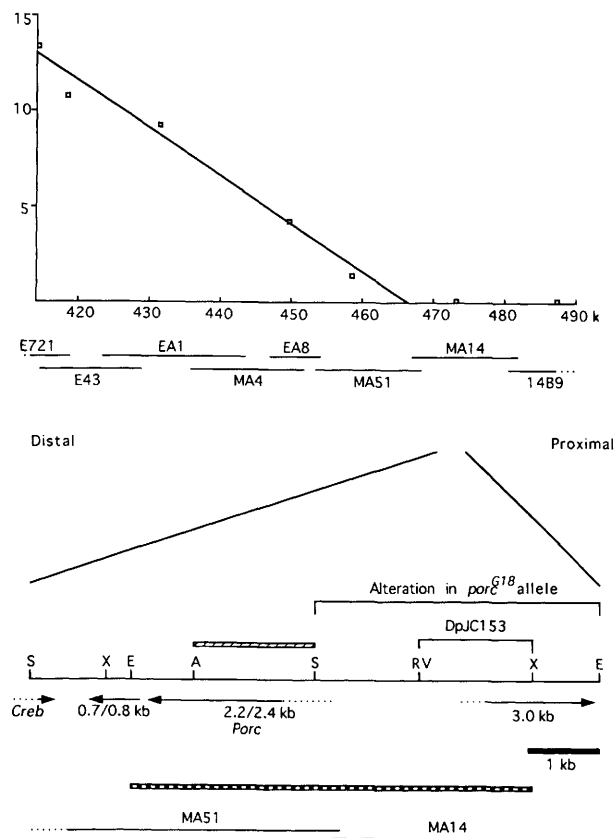 15
10
5
420 430 440 450 460 470 480 490 k
E721 EA1 EA8 MA14
E43 MA4 MA51 14B9
Distal Proximal
Alteration in porc^G18 allele
DpJC153
S X E A S RV X E
Creb 0.7/0.8 kb 2.2/2.4 kb 3.0 kb
Porc
1 kb
MA51 MA14